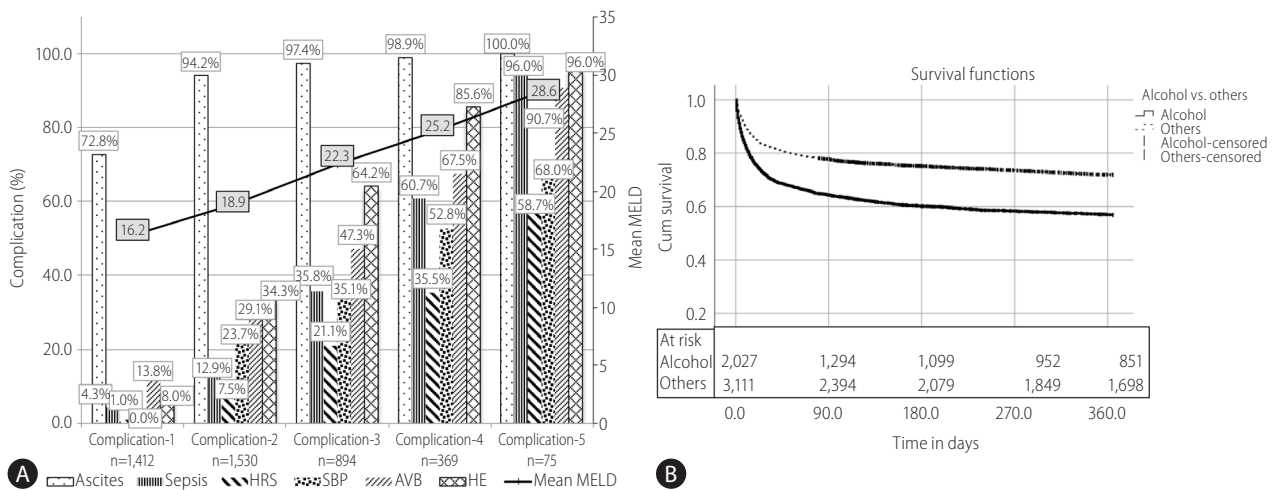 35
100.0
80.0
60.0
40.0
20.0
0.0
Complication (%)
30
25
20
15
10
5
0
Mean MELD
72.8%
4.3%
1.0%
0.0%
13.8%
8.0%
16.2
94.2%
12.9%
7.5%
23.7%
29.1%
34.3%
18.9
97.4%
35.8%
21.1%
35.1%
47.3%
64.2%
22.3
98.9%
60.7%
35.5%
52.8%
67.5%
85.6%
25.2
100.0%
96.0%
58.7%
68.0%
90.7%
96.0%
28.6
Complication-1 Complication-2 Complication-3 Complication-4 Complication-5
n=1,412 n=1,530 n=894 n=369 n=75
A
Ascites Sepsis HRS SBP AVB HE Mean MELD
Survival functions
Cum survival
1.0
0.8
0.6
0.4
0.2
Alcohol vs. others
Alcohol
Others
Alcohol-censored
Others-censored
At risk
Alcohol 2,027 1,294 1,099 952 851
Others 3,111 2,394 2,079 1,849 1,698
0.0 90.0 180.0 270.0 360.0
Time in days
B